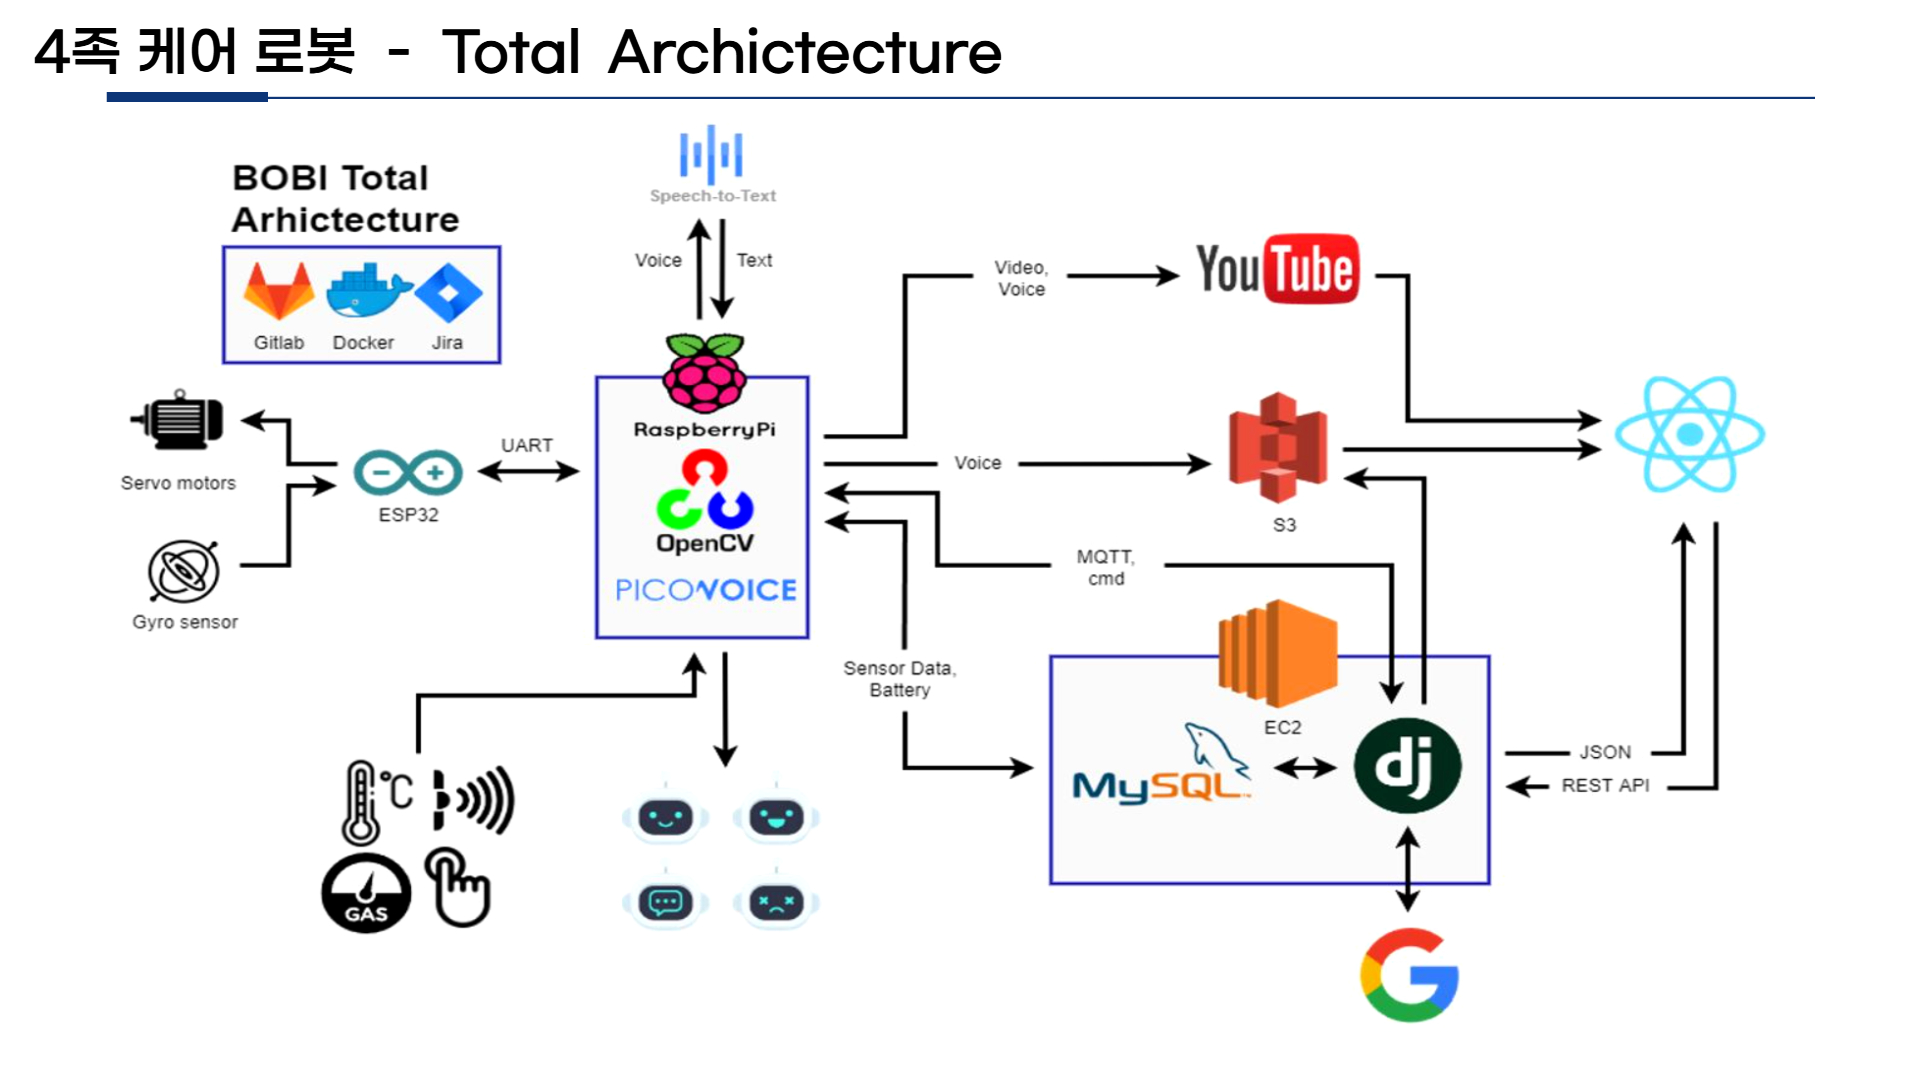 4족 케어 로봇 - Total Archictecture
BOBI Total
Arhictecture
Gitlab
Docker
Jira
Speech-to-Text
Voice
Text
Servo motors
Gyro sensor
ESP32
UART
RaspberryPi
OpenCV
PICOVOICE
Video,
Voice
YouTube
Voice
S3
MQTT,
cmd
Sensor Data,
Battery
EC2
MySQL
dj
JSON
REST API
°C
GAS
G